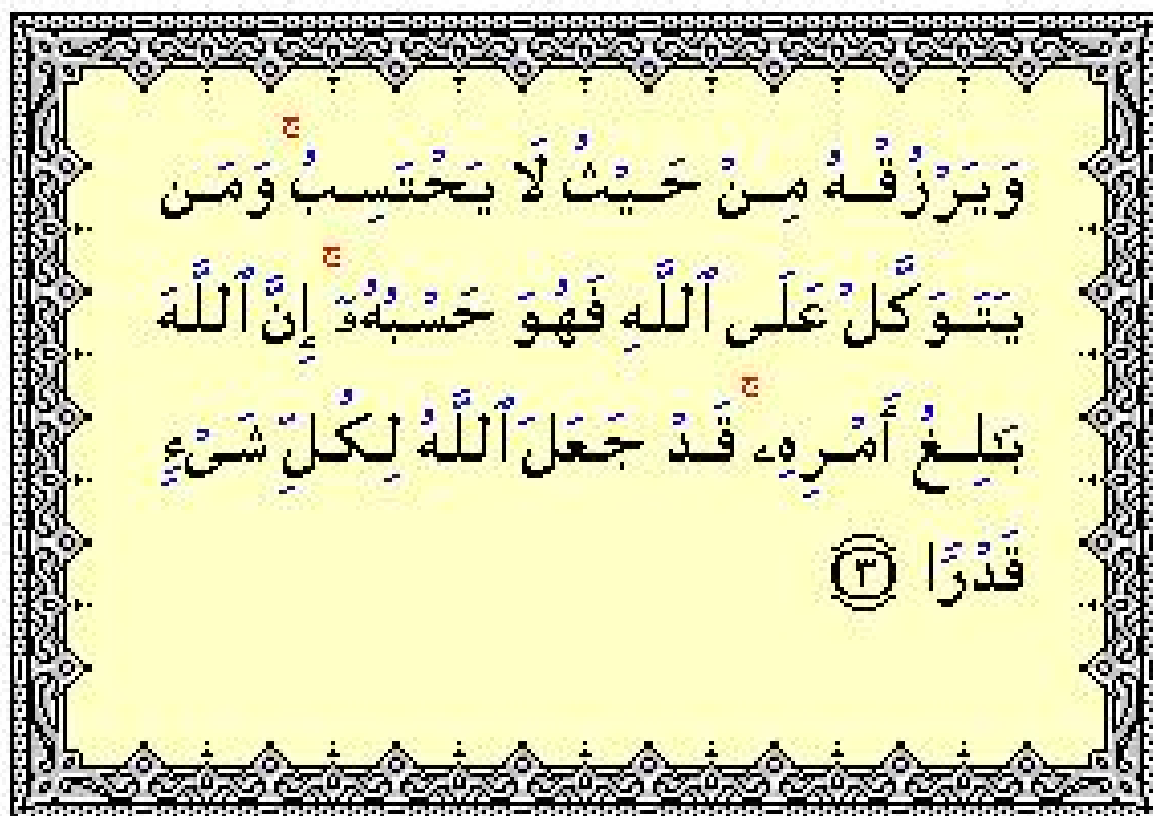 وَيَرْزُقْهُ مِنْ حَيْثُ لَا يَحْتَسِبُ ۚ وَمَن
يَتَوَكَّلْ عَلَى ٱللَّهِ فَهُوَ حَسْبُهُۥٓ ۚ إِنَّ ٱللَّهَ
بَٰلِغُ أَمْرِهِۦ ۚ قَدْ جَعَلَ ٱللَّهُ لِكُلِّ شَىْءٍ
قَدْرًا ٣